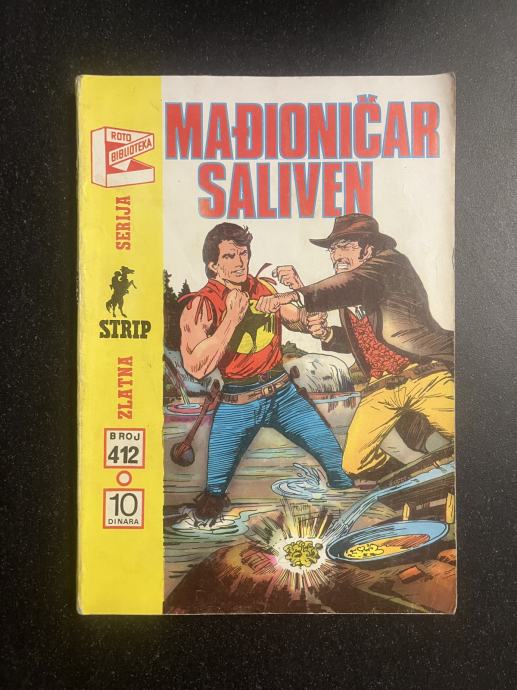 ROTO
BIBLIOTEKA
ZLATNA SERIJA
STRIP
BROJ
412
10
DINARA
MAĐIONIČAR
SALIVEN